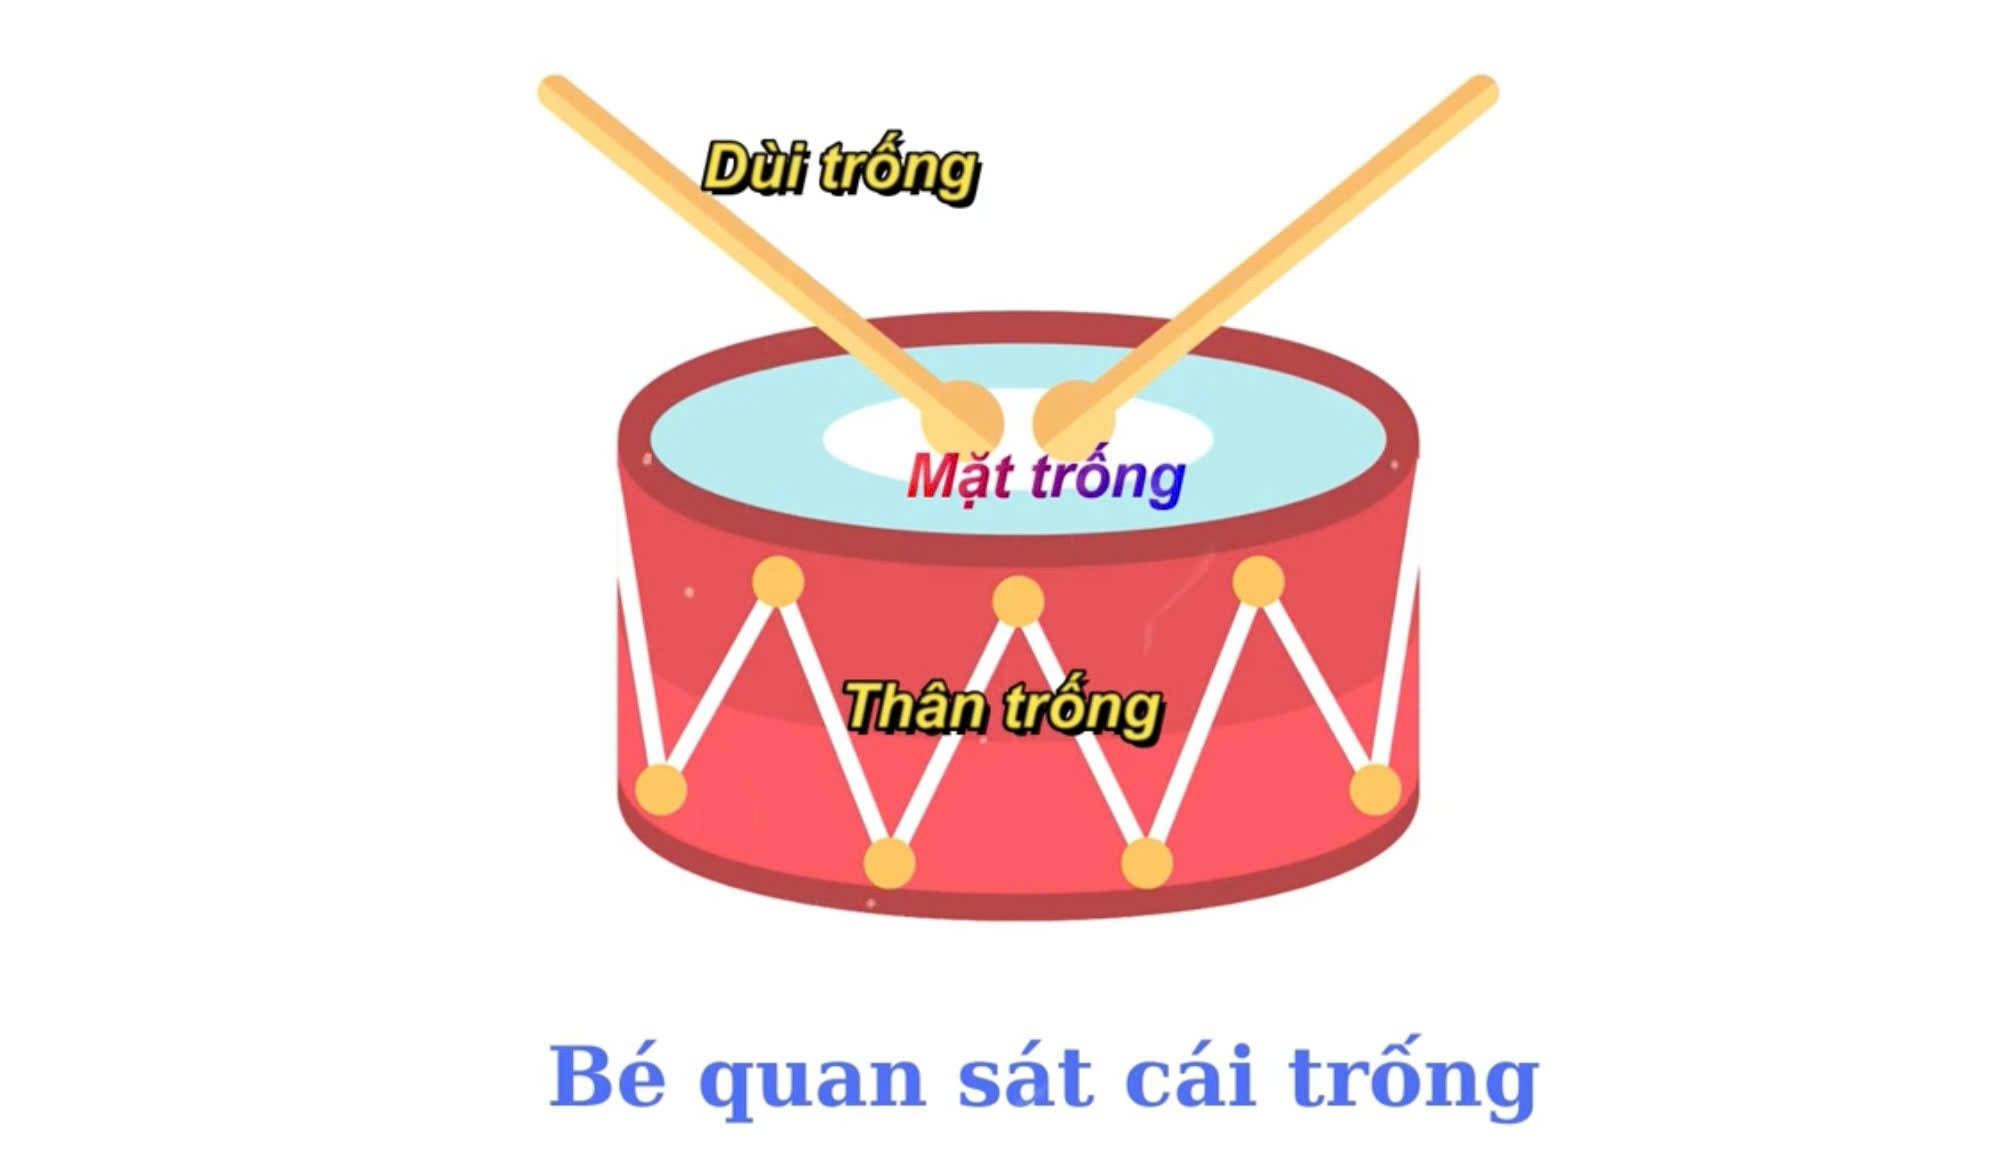 Dùi trống
Mặt trống
Thân trống
Bé quan sát cái trống